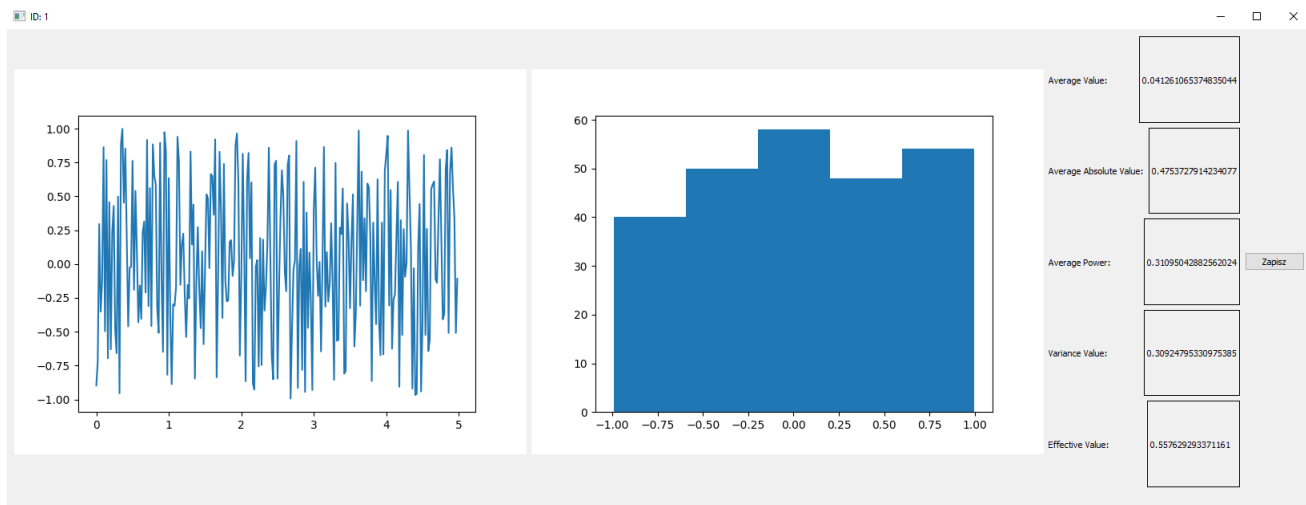 ID: 1
1.00
0.75
0.50
0.25
0.00
−0.25
−0.50
−0.75
−1.00
0 1 2 3 4 5
60
50
40
30
20
10
0
−1.00 −0.75 −0.50 −0.25 0.00 0.25 0.50 0.75 1.00
Average Value: 0.041261065374835044
Average Absolute Value: 0.4753727914234077
Average Power: 0.31095042882562024
Zapisz
Variance Value: 0.30924795330975385
Effective Value: 0.557629293371161